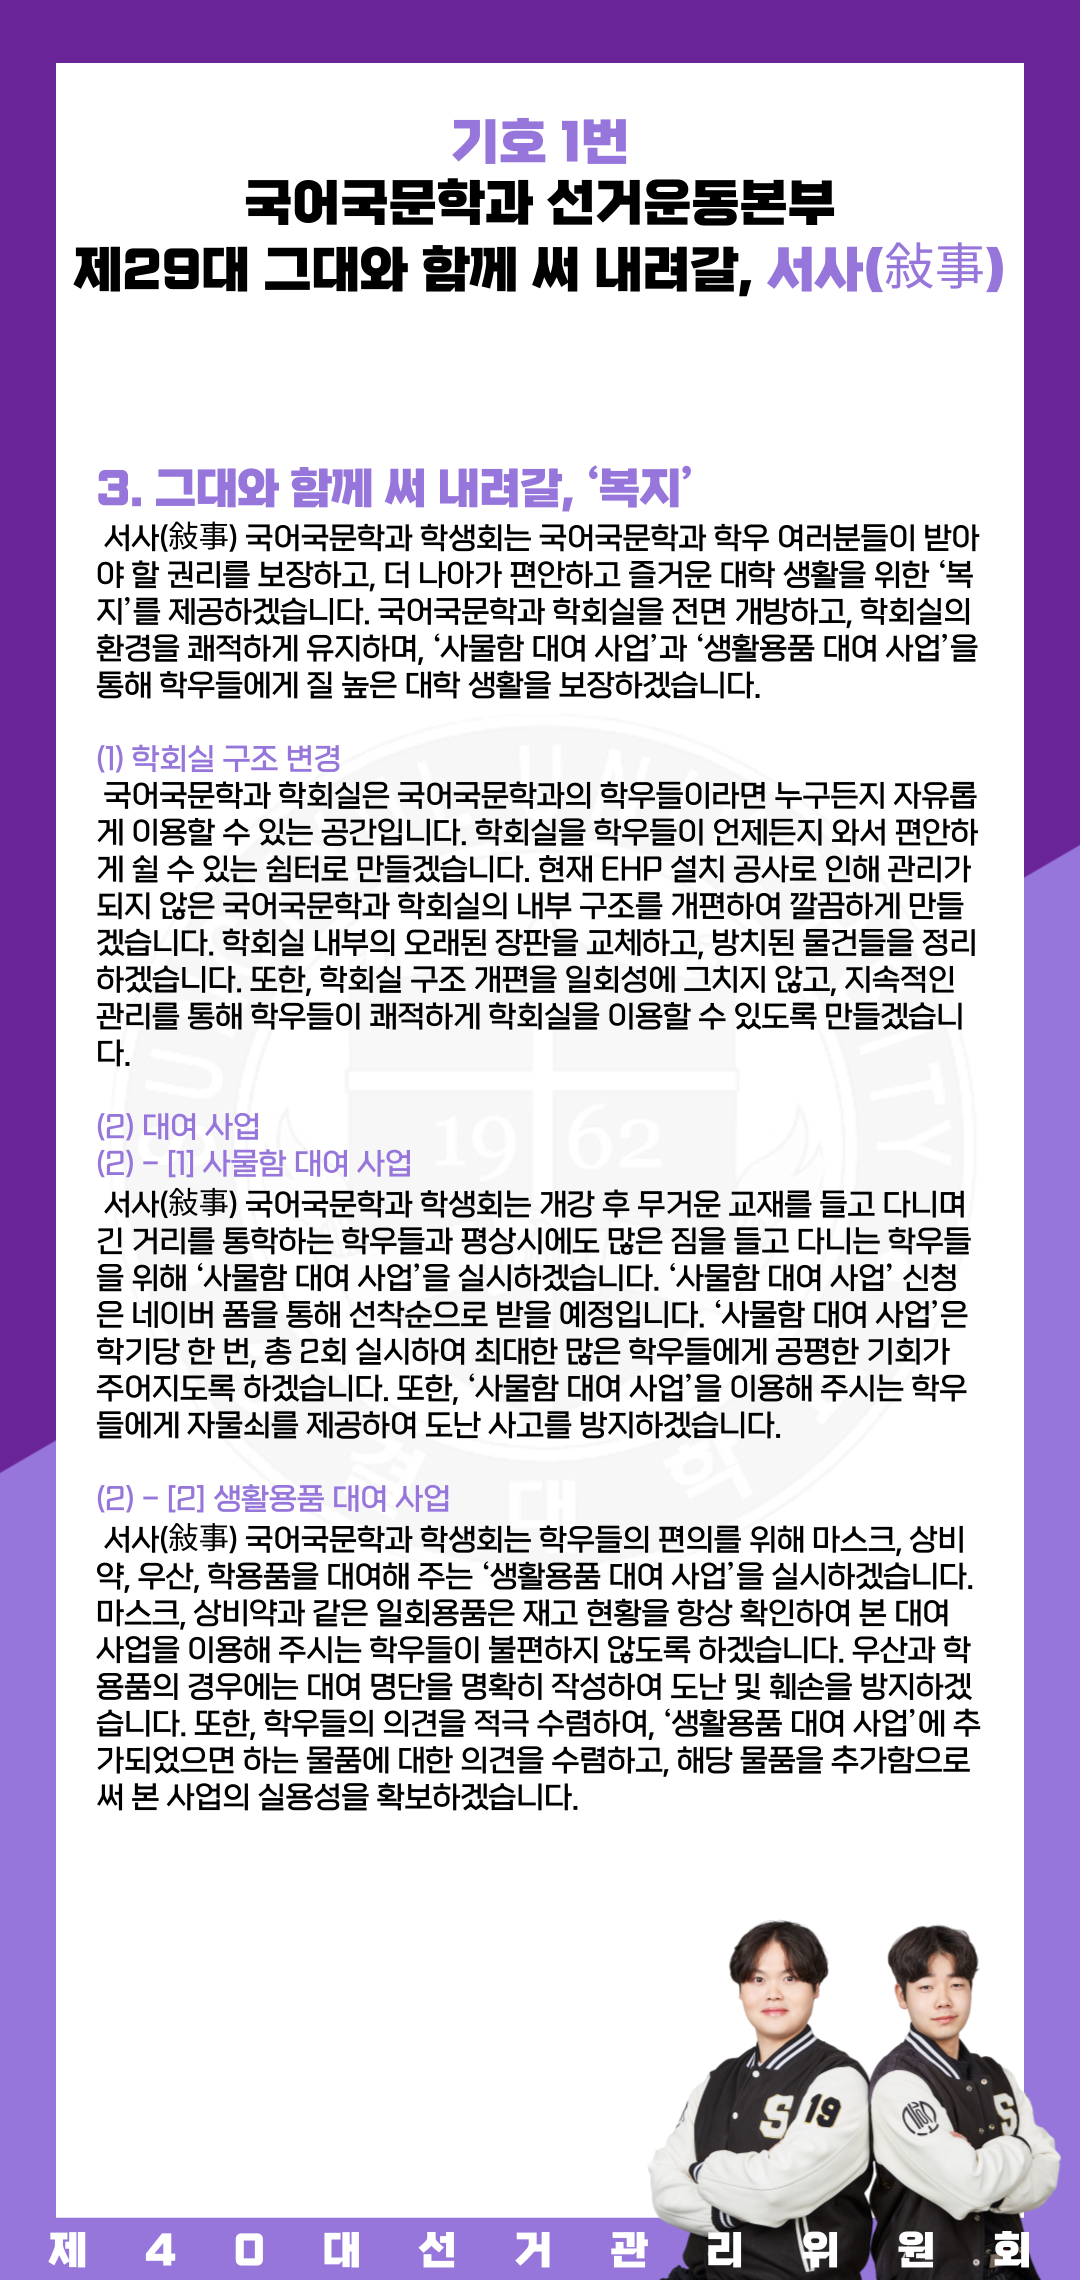 기호 1번
국어국문학과 선거운동본부
제29대 그대와 함께 써 내려갈, 서사(敍事)
3. 그대와 함께 써 내려갈, ‘복지’
서사(敍事) 국어국문학과 학생회는 국어국문학과 학우 여러분들이 받아
야 할 권리를 보장하고, 더 나아가 편안하고 즐거운 대학 생활을 위한 ‘복
지’를 제공하겠습니다. 국어국문학과 학회실을 전면 개방하고, 학회실의
환경을 쾌적하게 유지하며, ‘사물함 대여 사업’과 ‘생활용품 대여 사업’을
통해 학우들에게 질 높은 대학 생활을 보장하겠습니다.
(1) 학회실 구조 변경
국어국문학과 학회실은 국어국문학과의 학우들이라면 누구든지 자유롭
게 이용할 수 있는 공간입니다. 학회실을 학우들이 언제든지 와서 편안하
게 쉴 수 있는 쉼터로 만들겠습니다. 현재 EHP 설치 공사로 인해 관리가
되지 않은 국어국문학과 학회실의 내부 구조를 개편하여 깔끔하게 만들
겠습니다. 학회실 내부의 오래된 장판을 교체하고, 방치된 물건들을 정리
하겠습니다. 또한, 학회실 구조 개편을 일회성에 그치지 않고, 지속적인
관리를 통해 학우들이 쾌적하게 학회실을 이용할 수 있도록 만들겠습니
다.
(2) 대여 사업
(2) - [1] 사물함 대여 사업
서사(敍事) 국어국문학과 학생회는 개강 후 무거운 교재를 들고 다니며
긴 거리를 통학하는 학우들과 평상시에도 많은 짐을 들고 다니는 학우들
을 위해 ‘사물함 대여 사업’을 실시하겠습니다. ‘사물함 대여 사업’ 신청
은 네이버 폼을 통해 선착순으로 받을 예정입니다. ‘사물함 대여 사업’은
학기당 한 번, 총 2회 실시하여 최대한 많은 학우들에게 공평한 기회가
주어지도록 하겠습니다. 또한, ‘사물함 대여 사업’을 이용해 주시는 학우
들에게 자물쇠를 제공하여 도난 사고를 방지하겠습니다.
(2) - [2] 생활용품 대여 사업
서사(敍事) 국어국문학과 학생회는 학우들의 편의를 위해 마스크, 상비
약, 우산, 학용품을 대여해 주는 ‘생활용품 대여 사업’을 실시하겠습니다.
마스크, 상비약과 같은 일회용품은 재고 현황을 항상 확인하여 본 대여
사업을 이용해 주시는 학우들이 불편하지 않도록 하겠습니다. 우산과 학
용품의 경우에는 대여 명단을 명확히 작성하여 도난 및 훼손을 방지하겠
습니다. 또한, 학우들의 의견을 적극 수렴하여, ‘생활용품 대여 사업’에 추
가되었으면 하는 물품에 대한 의견을 수렴하고, 해당 물품을 추가함으로
써 본 사업의 실용성을 확보하겠습니다.
1962
S 19
S
제40대선거관리위원회